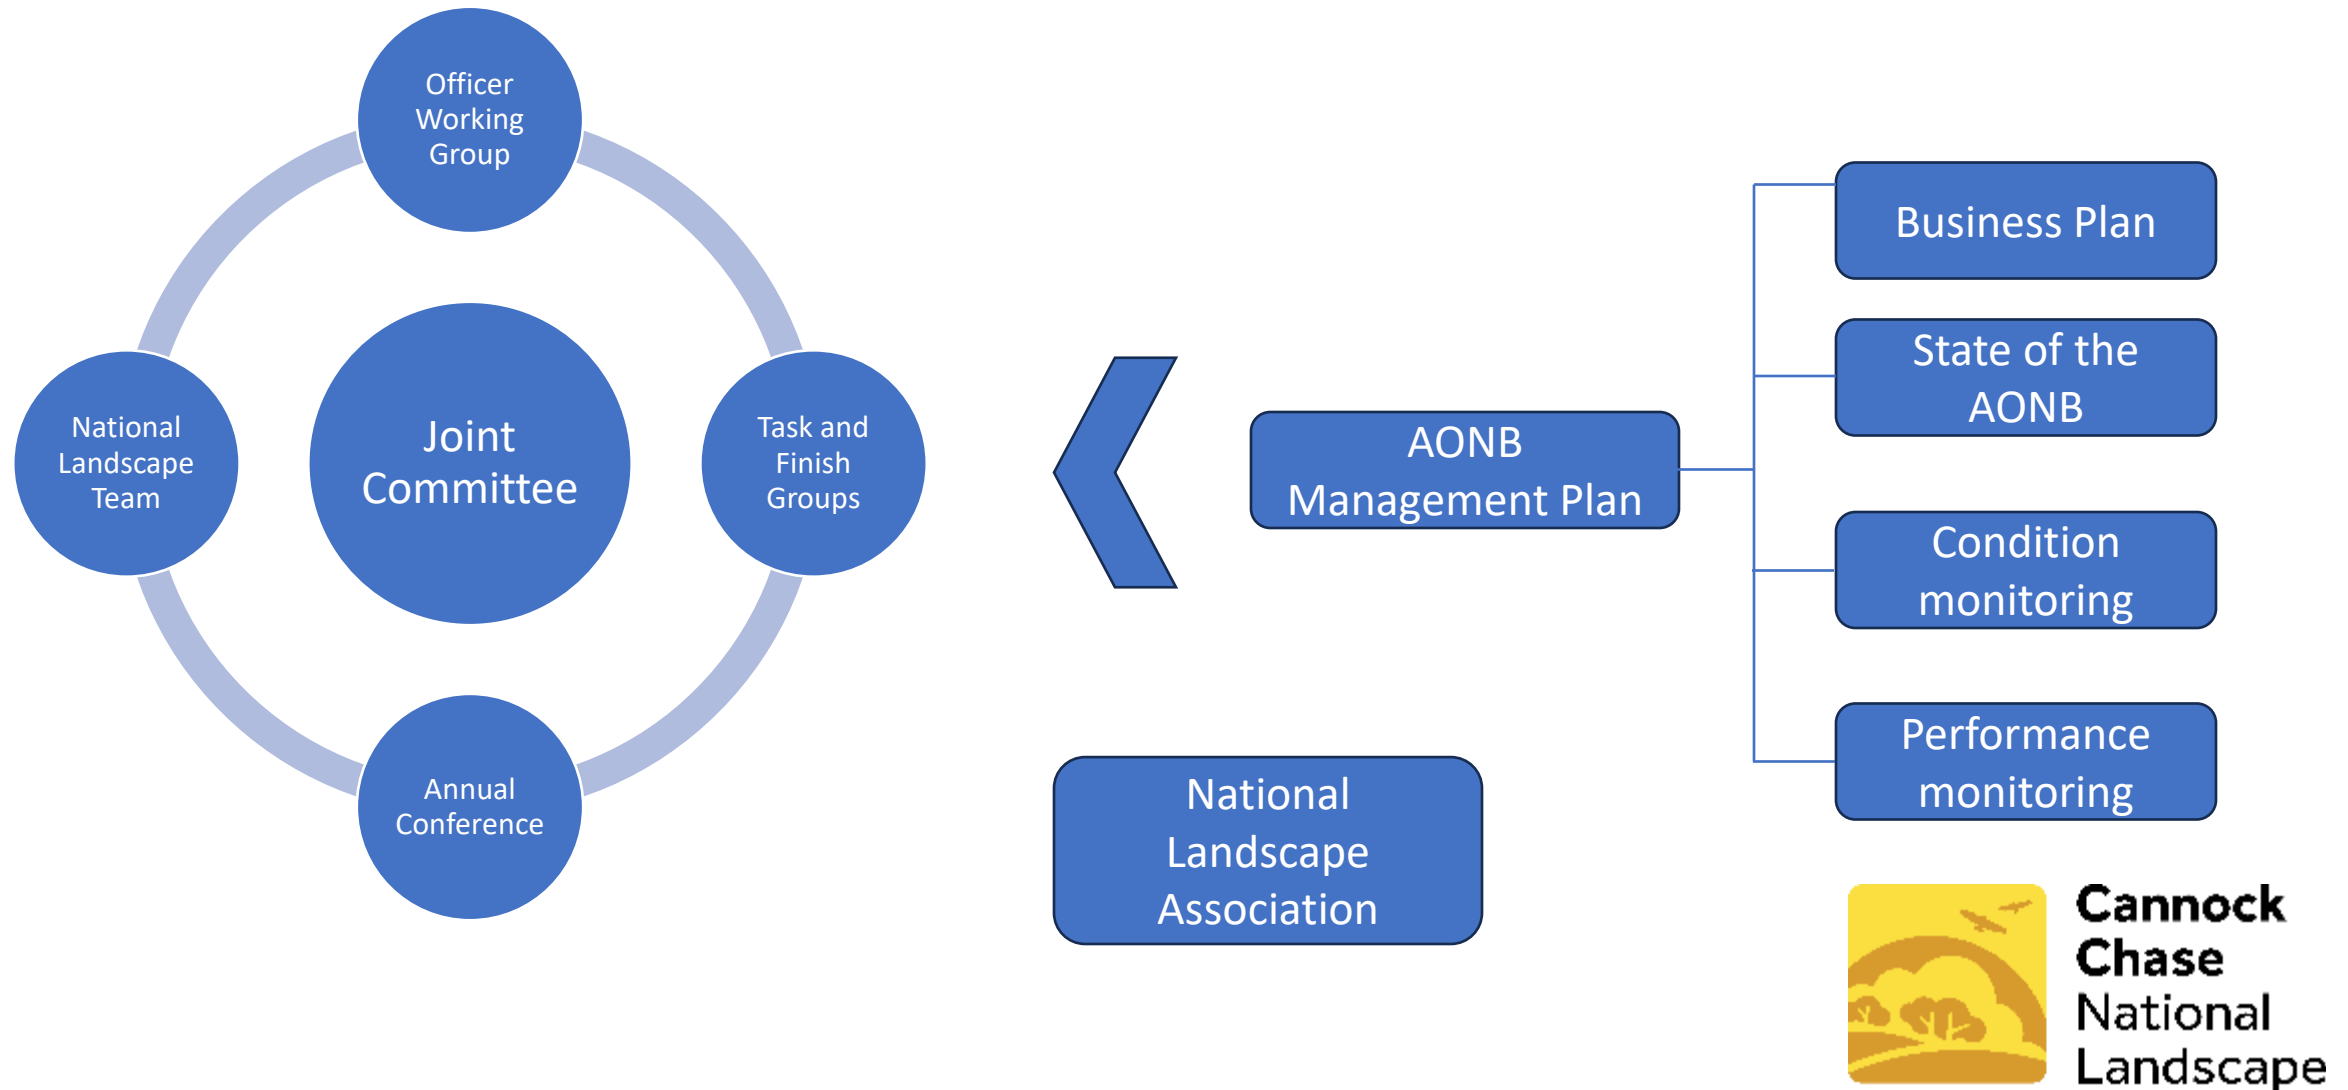 Officer
Working
Group
National
Landscape
Team
Joint
Committee
Task and
Finish
Groups
Annual
Conference
AONB
Management Plan
Business Plan
State of the
AONB
Condition
monitoring
Performance
monitoring
National
Landscape
Association
Cannock
Chase
National
Landscape